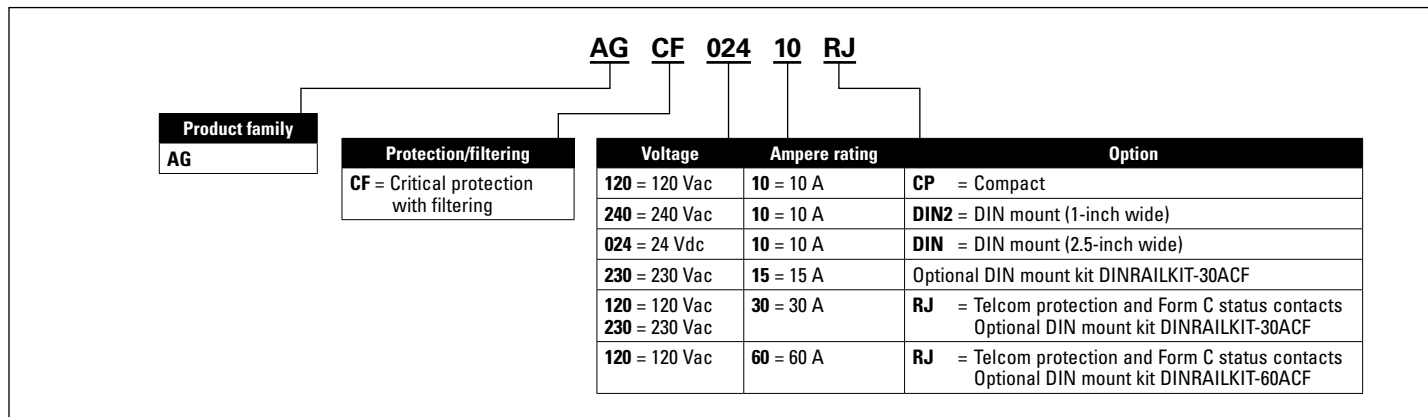 AG CF 024 10 RJ
Product family
AG
Protection/filtering
CF = Critical protection
with filtering
Voltage Ampere rating Option
120 = 120 Vac 10 = 10 A CP = Compact
240 = 240 Vac 10 = 10 A DIN2 = DIN mount (1-inch wide)
024 = 24 Vdc 10 = 10 A DIN = DIN mount (2.5-inch wide)
230 = 230 Vac 15 = 15 A Optional DIN mount kit DINRAILKIT-30ACF
120 = 120 Vac 30 = 30 A RJ = Telcom protection and Form C status contacts
230 = 230 Vac Optional DIN mount kit DINRAILKIT-30ACF
120 = 120 Vac 60 = 60 A RJ = Telcom protection and Form C status contacts
Optional DIN mount kit DINRAILKIT-60ACF